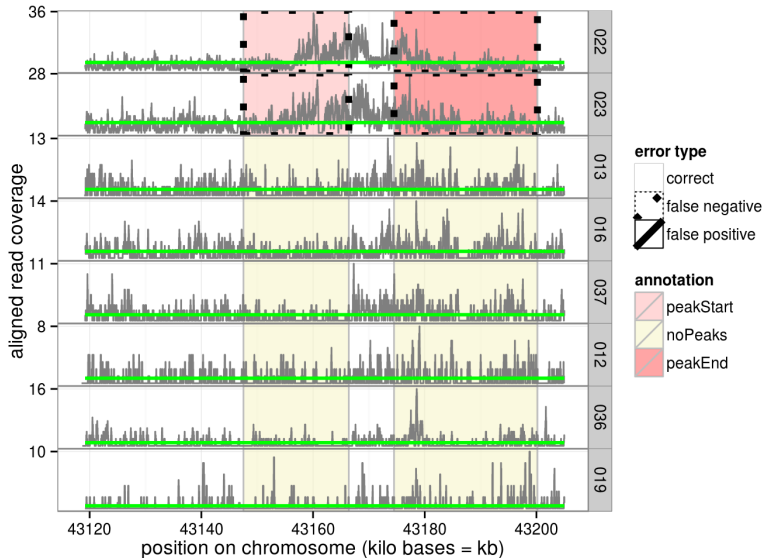 36
022
28
023
13
013
14
016
11
037
8
012
16
036
10
019
aligned read coverage
43120 43140 43160 43180 43200
position on chromosome (kilo bases = kb)
error type
correct
false negative
false positive
annotation
peakStart
noPeaks
peakEnd